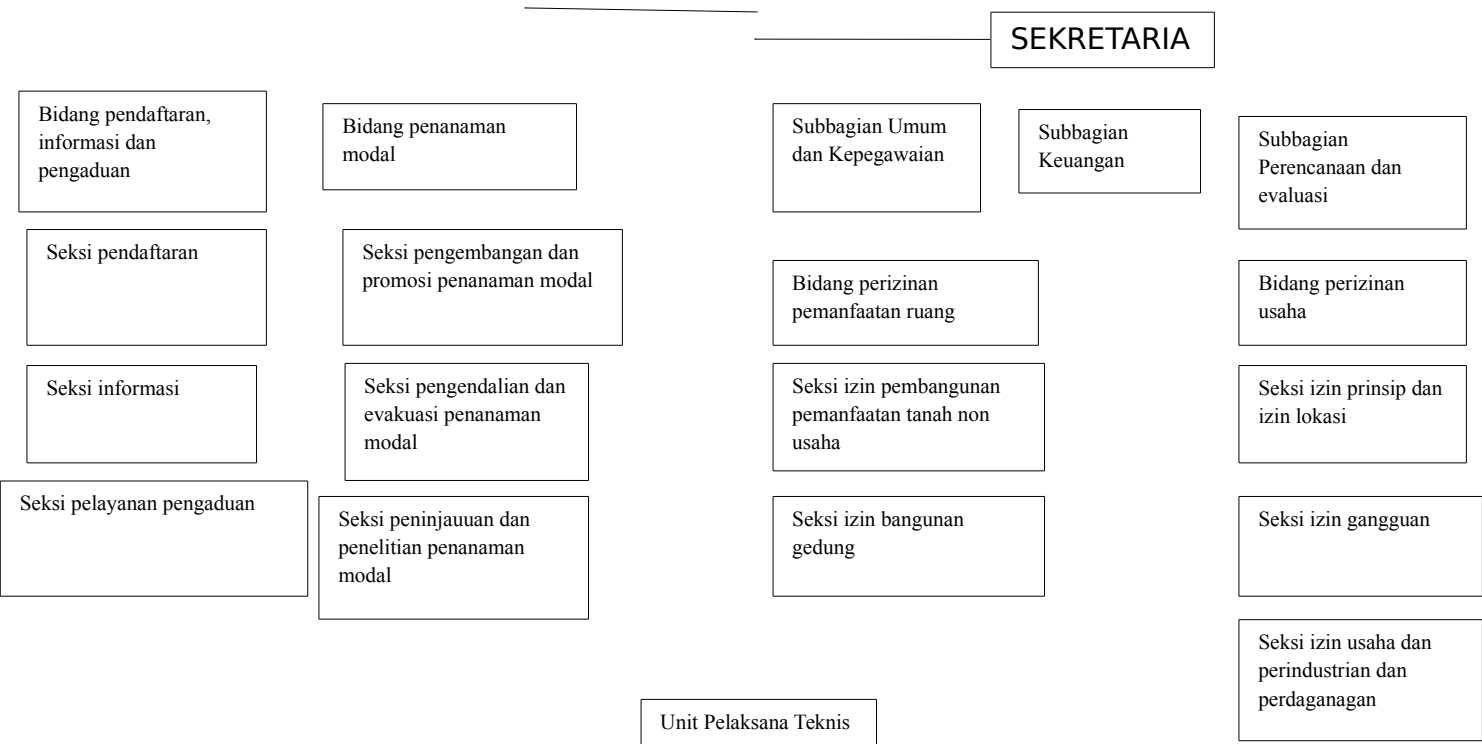 SEKRETARIA
Bidang pendaftaran,
informasi dan
pengaduan
Bidang penanaman
modal
Subbagian Umum
dan Kepegawaian
Subbagian
Keuangan
Subbagian
Perencanaan dan
evaluasi
Seksi pendaftaran
Seksi pengembangan dan
promosi penanaman modal
Bidang perizinan
pemanfaatan ruang
Bidang perizinan
usaha
Seksi informasi
Seksi pengendalian dan
evakuasi penanaman
modal
Seksi izin pembangunan
pemanfaatan tanah non
usaha
Seksi izin prinsip dan
izin lokasi
Seksi pelayanan pengaduan
Seksi peninjauuan dan
penelitian penanaman
modal
Seksi izin bangunan
gedung
Seksi izin gangguan
Seksi izin usaha dan
perindustrian dan
perdaganagan
Unit Pelaksana Teknis